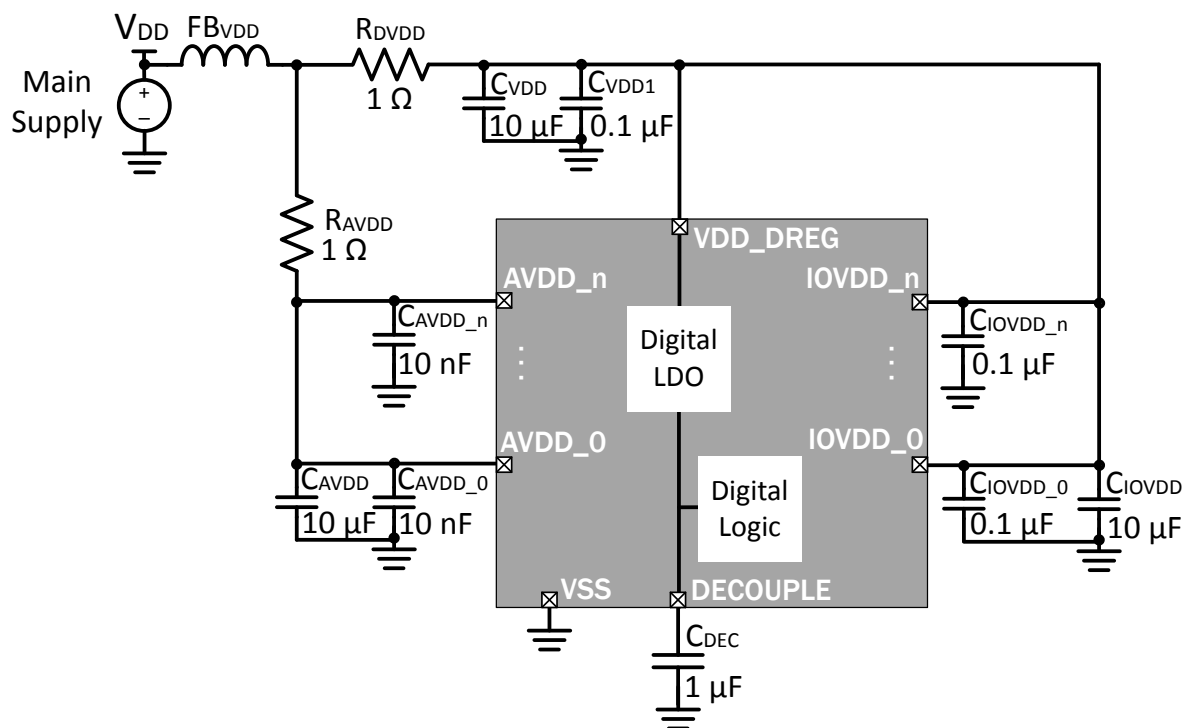 VDD
FBVDD
RDVDD
1 Ω
Main
Supply
+
−
CVDD
10 µF
CVDD1
0.1 µF
RAVDD
1 Ω
VDD_DREG
AVDD_n
IOVDD_n
CAVDD_n
10 nF
Digital
LDO
CIOVDD_n
0.1 µF
AVDD_0
IOVDD_0
CAVDD
10 µF
CAVDD_0
10 nF
Digital
Logic
CIOVDD_0
0.1 µF
CIOVDD
10 µF
VSS
DECOUPLE
CDEC
1 µF